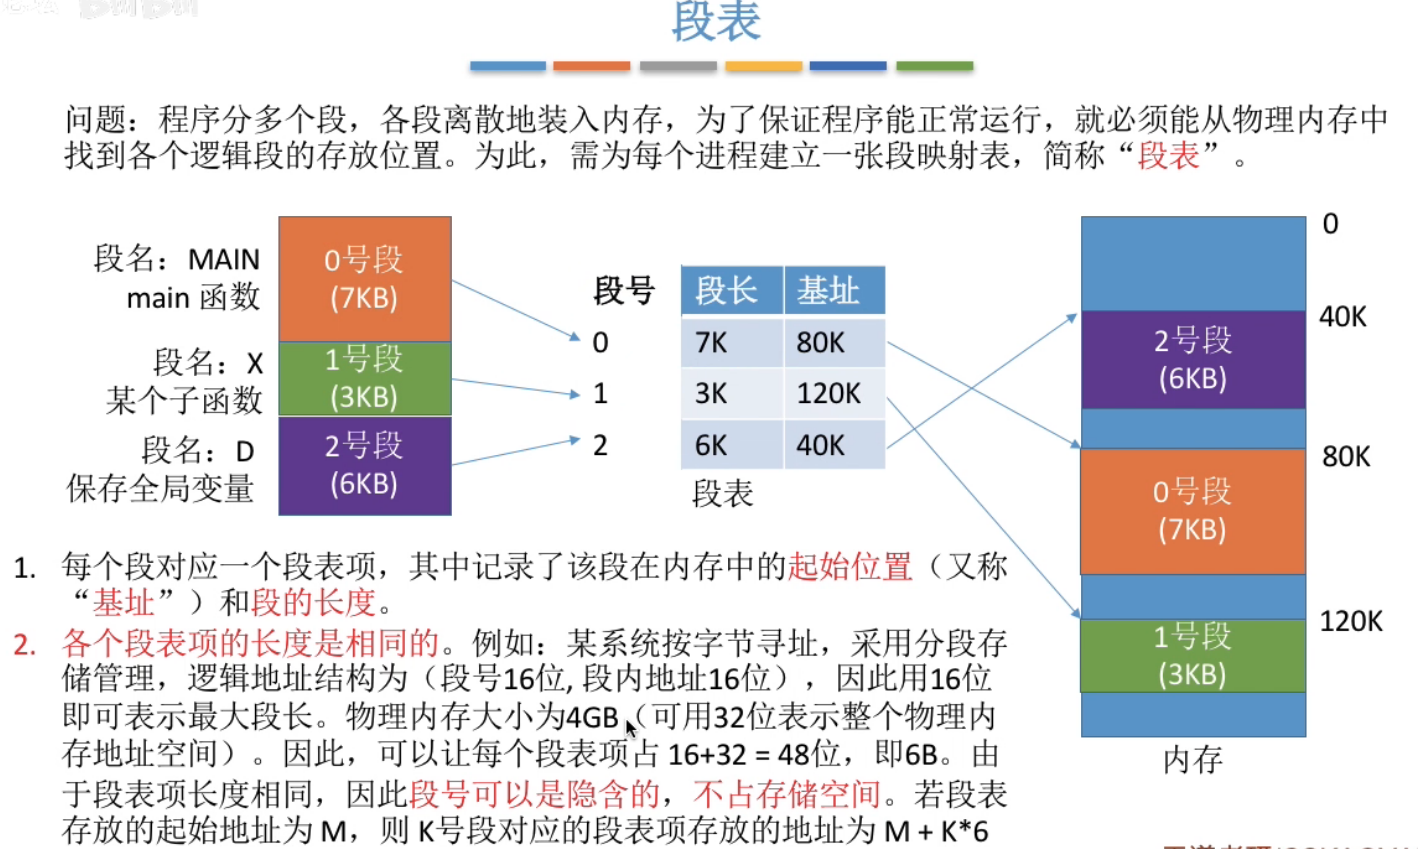 段表
问题：程序分多个段，各段离散地装入内存，为了保证程序能正常运行，就必须能从物理内存中
找到各个逻辑段的存放位置。为此，需为每个进程建立一张段映射表，简称“段表”。
段名：MAIN
main 函数
0号段
(7KB)
段名：X
某个子函数
1号段
(3KB)
段名：D
保存全局变量
2号段
(6KB)
段号 段长 基址
0 7K 80K
1 3K 120K
2 6K 40K
段表
0
40K
2号段
(6KB)
80K
0号段
(7KB)
120K
1号段
(3KB)
内存
1. 每个段对应一个段表项，其中记录了该段在内存中的起始位置（又称
“基址”）和段的长度。
2. 各个段表项的长度是相同的。例如：某系统按字节寻址，采用分段存
储管理，逻辑地址结构为（段号16位, 段内地址16位），因此用16位
即可表示最大段长。物理内存大小为4GB（可用32位表示整个物理内
存地址空间）。因此，可以让每个段表项占 16+32 = 48位，即6B。由
于段表项长度相同，因此段号可以是隐含的，不占存储空间。若段表
存放的起始地址为 M，则 K号段对应的段表项存放的地址为 M + K*6